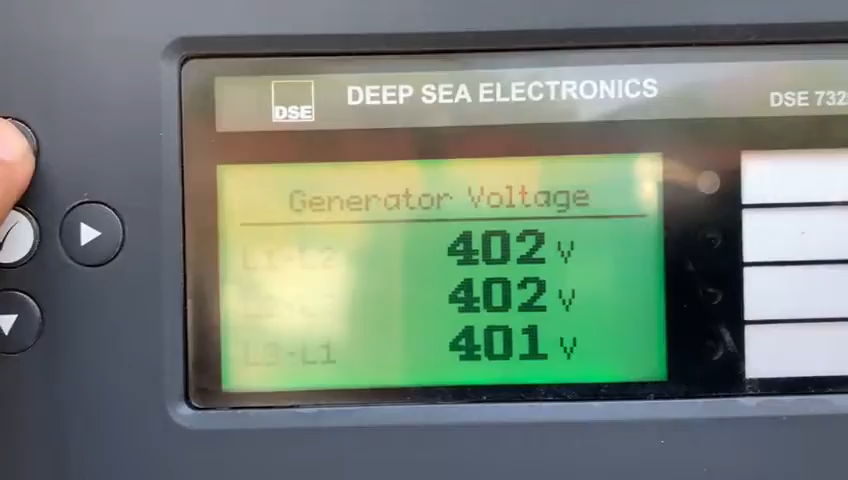 DSE
DEEP SEA ELECTRONICS
DSE 732
Generator Voltage
L1-L2 402 V
L2-L3 402 V
L3-L1 401 V